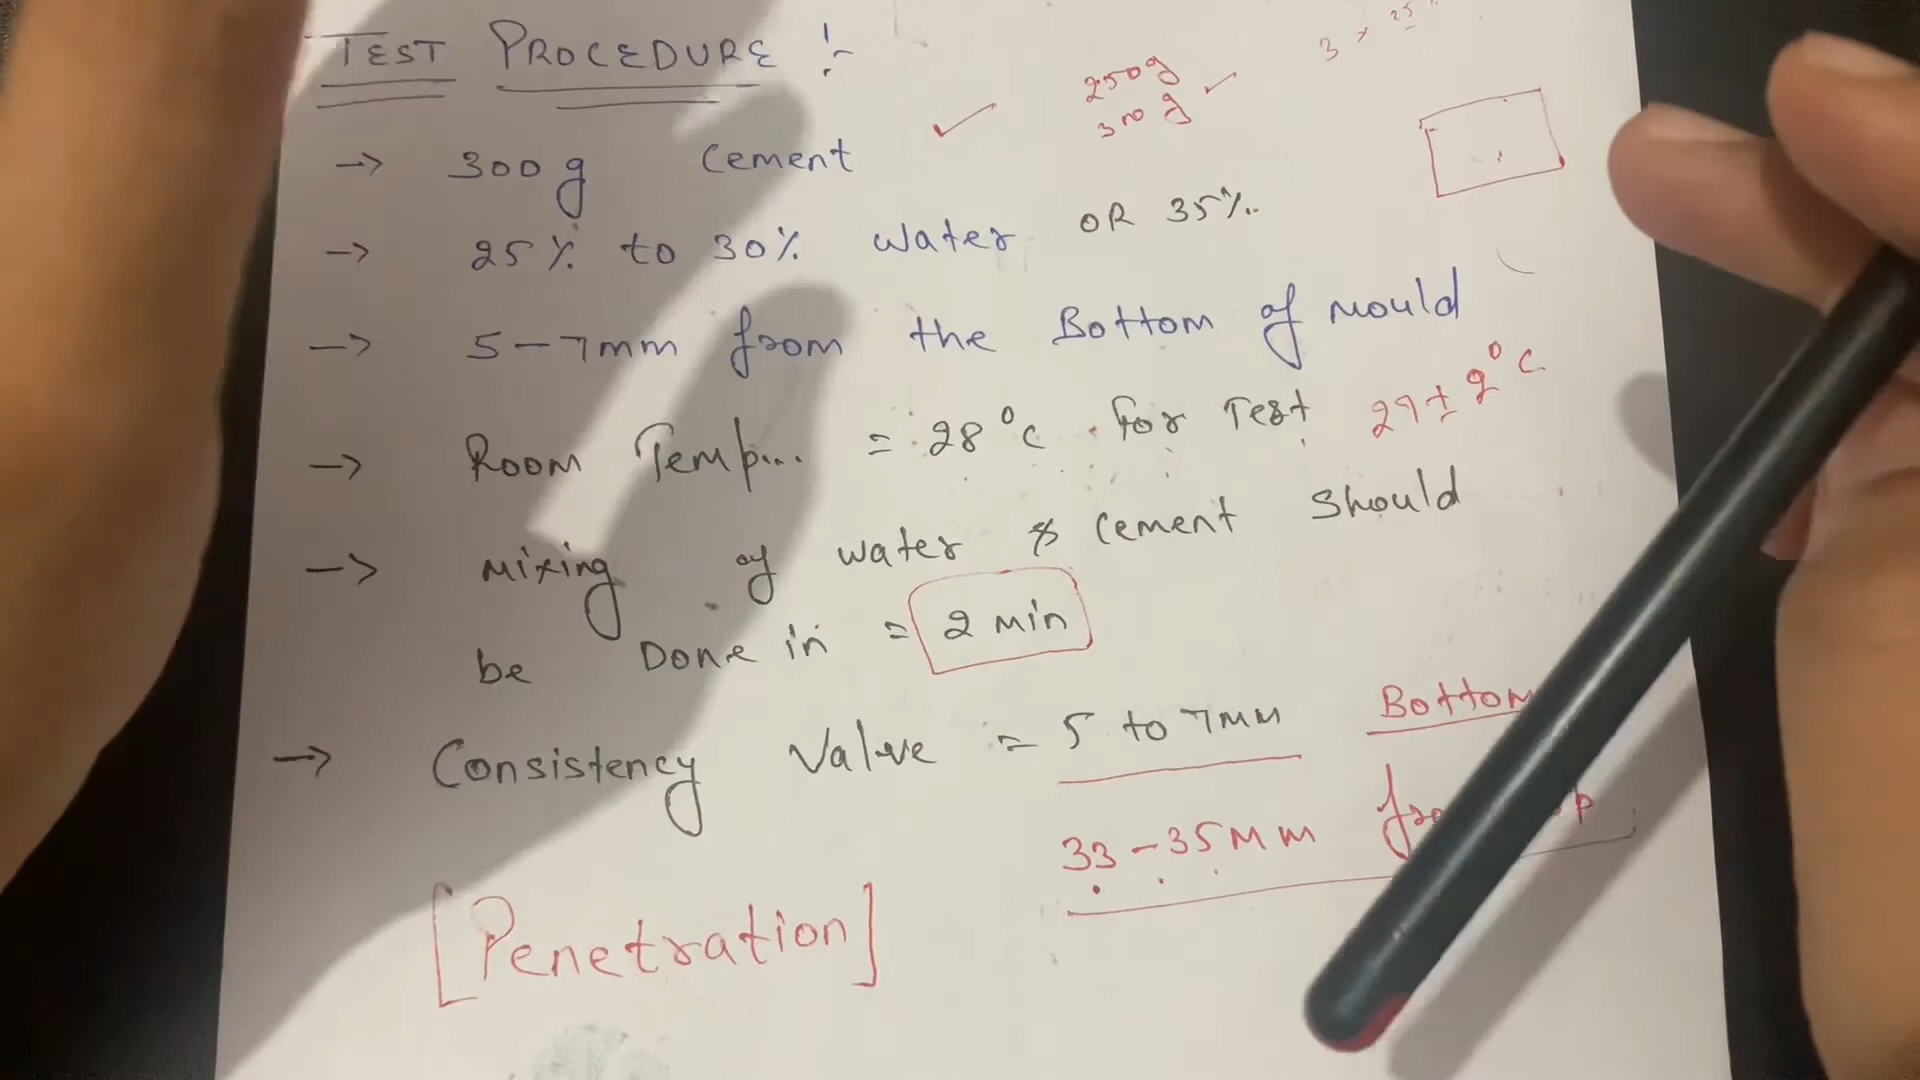 TEST PROCEDURE :-
3 x 25
250g
300g
→ 300g cement
→ 25% to 30% water OR 35%.
→ 5-7mm from the Bottom of mould
→ Room Temp... = 28°C For Test 27±2°C
→ Mixing of water & cement should
be Done in = 2 min
→ Consistency Value = 5 to 7mm Bottom
33-35mm
[Penetration]